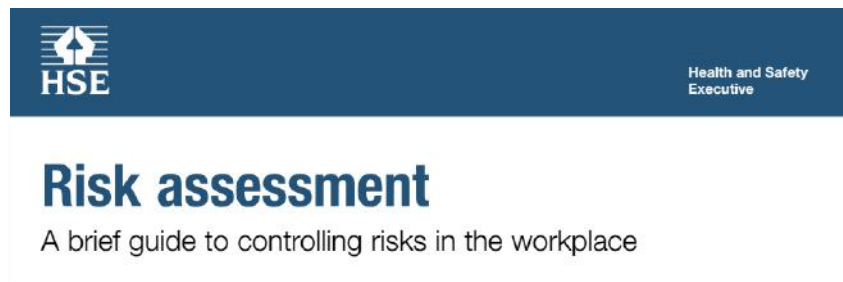 HSE
Health and Safety
Executive
Risk assessment
A brief guide to controlling risks in the workplace